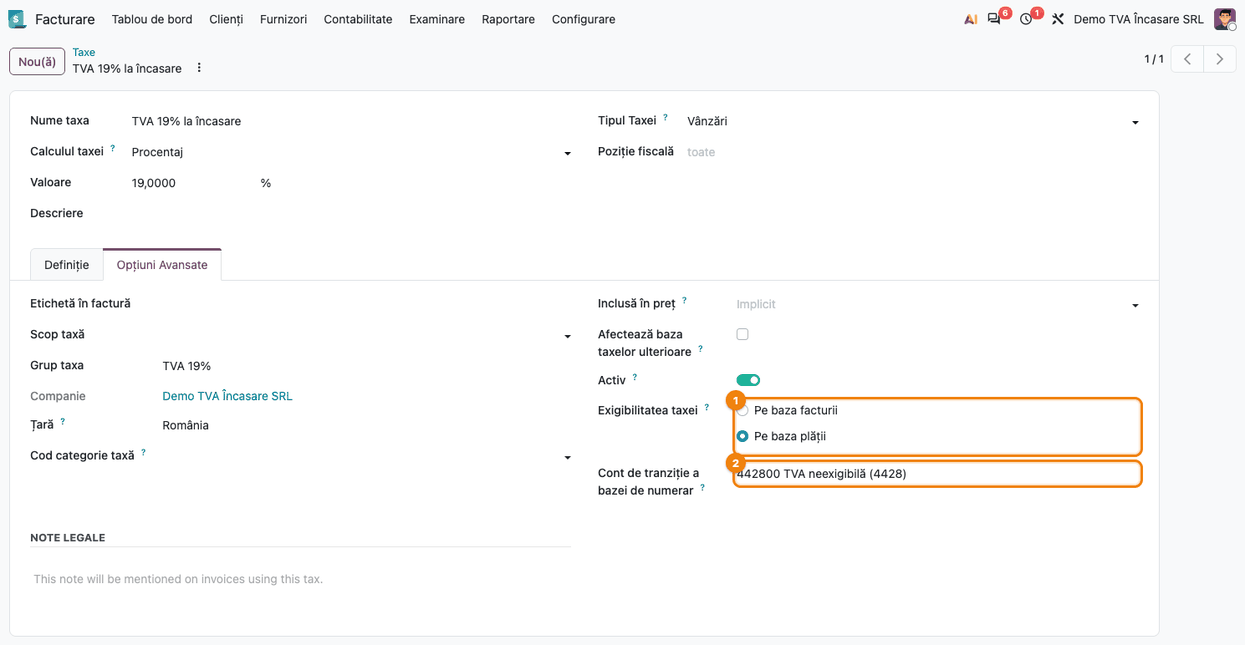 Facturare Tablou de bord Clienți Furnizori Contabilitate Examinare Raportare Configurare 6 1 Demo TVA Încasare SRL
Nou(ă) Taxe
TVA 19% la încasare
1 / 1
Nume taxa TVA 19% la încasare
Tipul Taxei ? Vânzări
Calculul taxei ? Procentaj
Poziție fiscală toate
Valoare 19,0000 %
Descriere
Definiție Opțiuni Avansate
Etichetă în factură
Inclusă în preț ? Implicit
Scop taxă
Afectează baza
taxelor ulterioare ?
Grup taxa TVA 19%
Activ ?
Companie Demo TVA Încasare SRL
Exigibilitatea taxei ? 1 Pe baza facturii
Pe baza plății
Țară ? România
Cod categorie taxă ?
Cont de tranziție a
bazei de numerar ? 2 442800 TVA neexigibilă (4428)
NOTE LEGALE
This note will be mentioned on invoices using this tax.